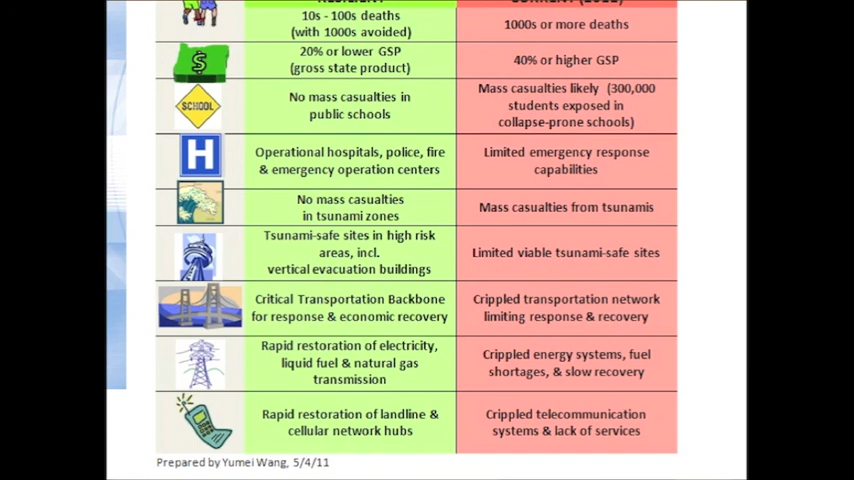 RESILIENT
CURRENT (2011)
10s - 100s deaths
(with 1000s avoided)
1000s or more deaths
$
20% or lower GSP
(gross state product)
40% or higher GSP
SCHOOL
No mass casualties in
public schools
Mass casualties likely (300,000
students exposed in
collapse-prone schools)
H
Operational hospitals, police, fire
& emergency operation centers
Limited emergency response
capabilities
No mass casualties
in tsunami zones
Mass casualties from tsunamis
Tsunami-safe sites in high risk
areas, incl.
vertical evacuation buildings
Limited viable tsunami-safe sites
Critical Transportation Backbone
for response & economic recovery
Crippled transportation network
limiting response & recovery
Rapid restoration of electricity,
liquid fuel & natural gas
transmission
Crippled energy systems, fuel
shortages, & slow recovery
Rapid restoration of landline &
cellular network hubs
Crippled telecommunication
systems & lack of services
Prepared by Yumei Wang, 5/4/11